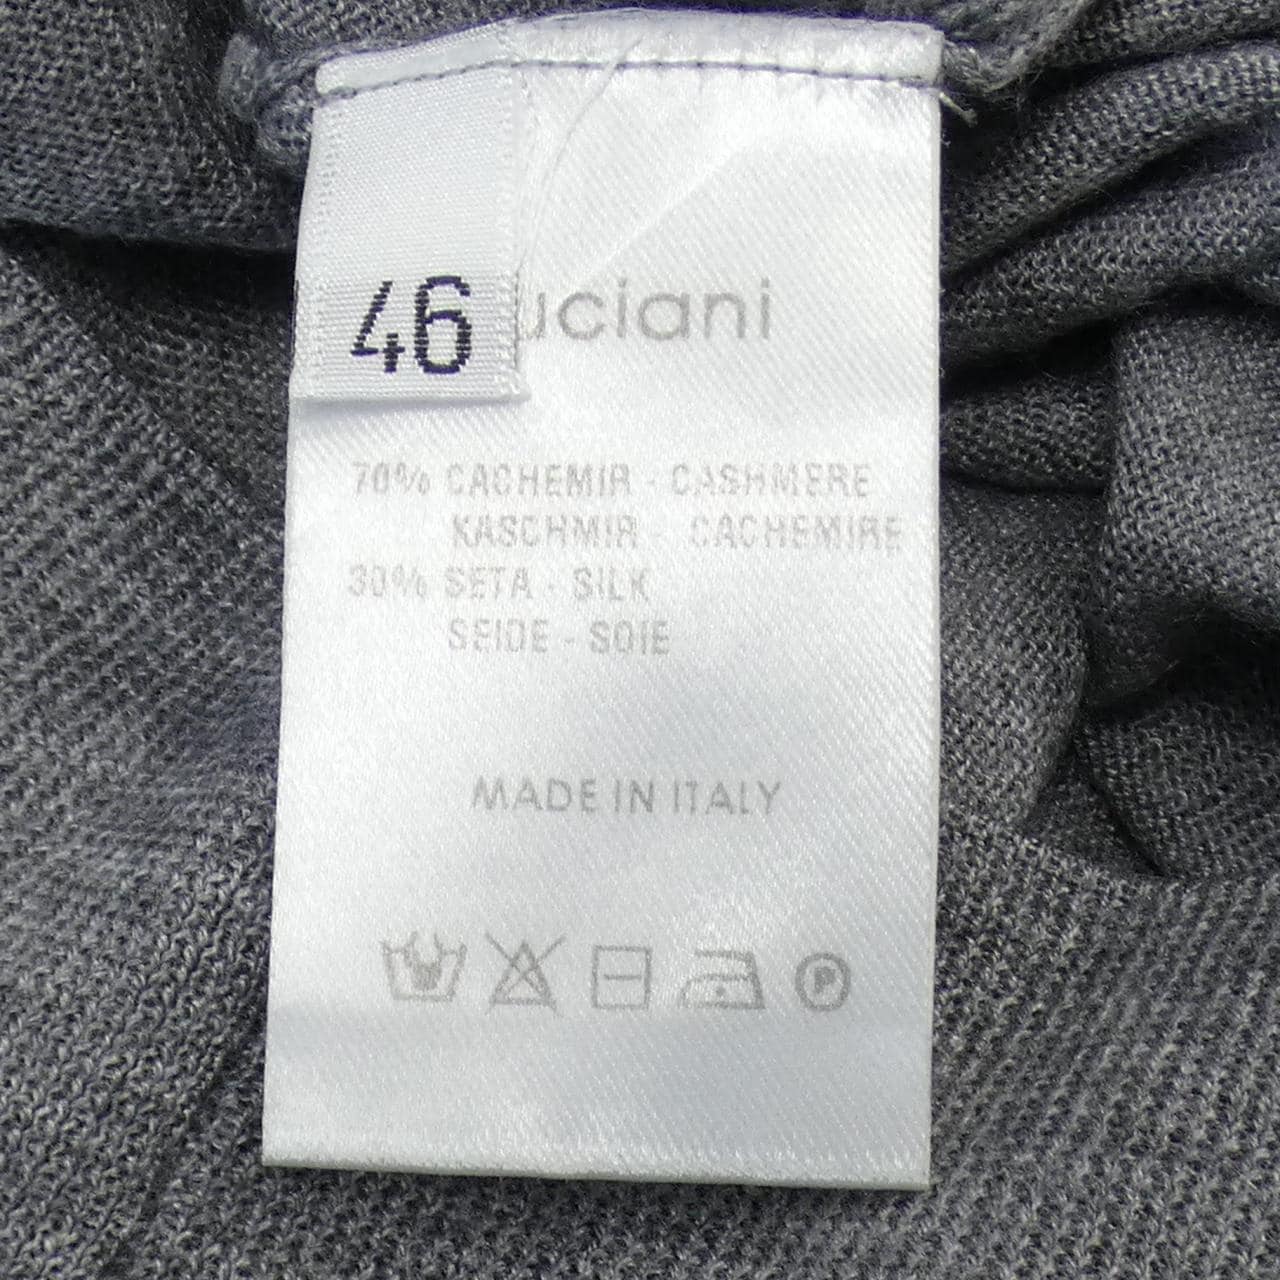 46
uciani
70% CACHEMIR - CASHMERE
KASCHMIR - CACHEMIRE
30% SETA - SILK
SEIDE - SOIE
MADE IN ITALY
P